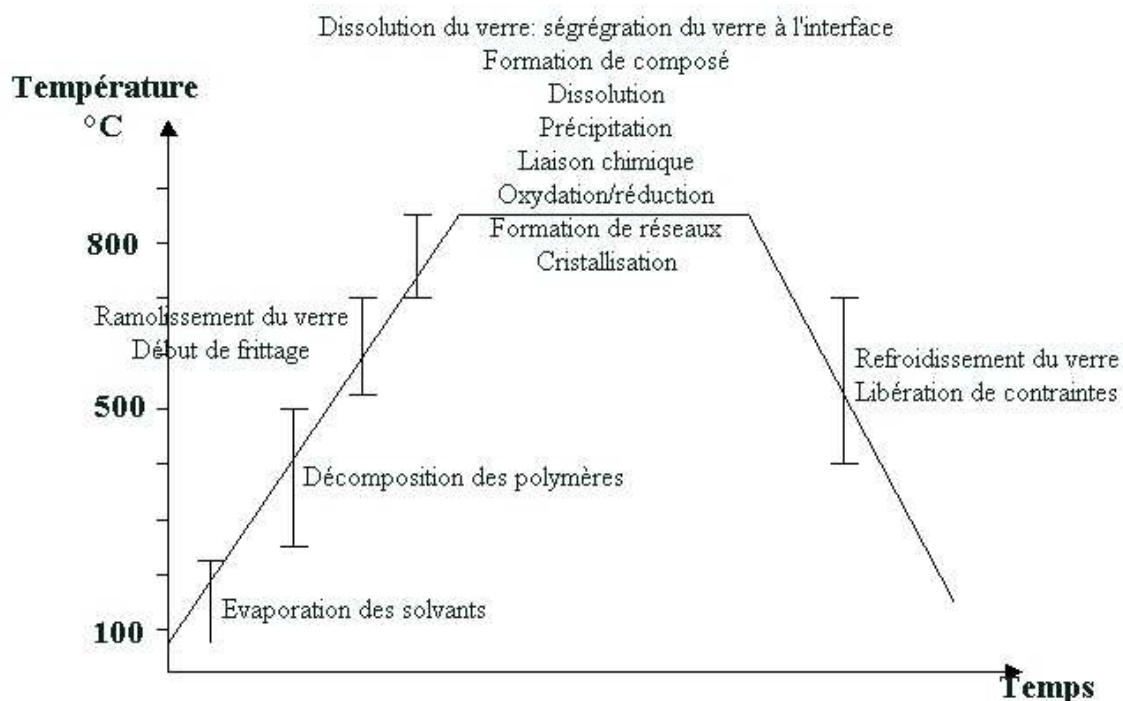 Dissolution du verre: ségrégration du verre à l'interface
Formation de composé
Dissolution
Précipitation
Liaison chimique
Oxydation/réduction
Formation de réseaux
Cristallisation
Température
°C
800
Ramolissement du verre
Début de frittage
500
Décomposition des polymères
Refroidissement du verre
Libération de contraintes
Evaporation des solvants
100
Temps